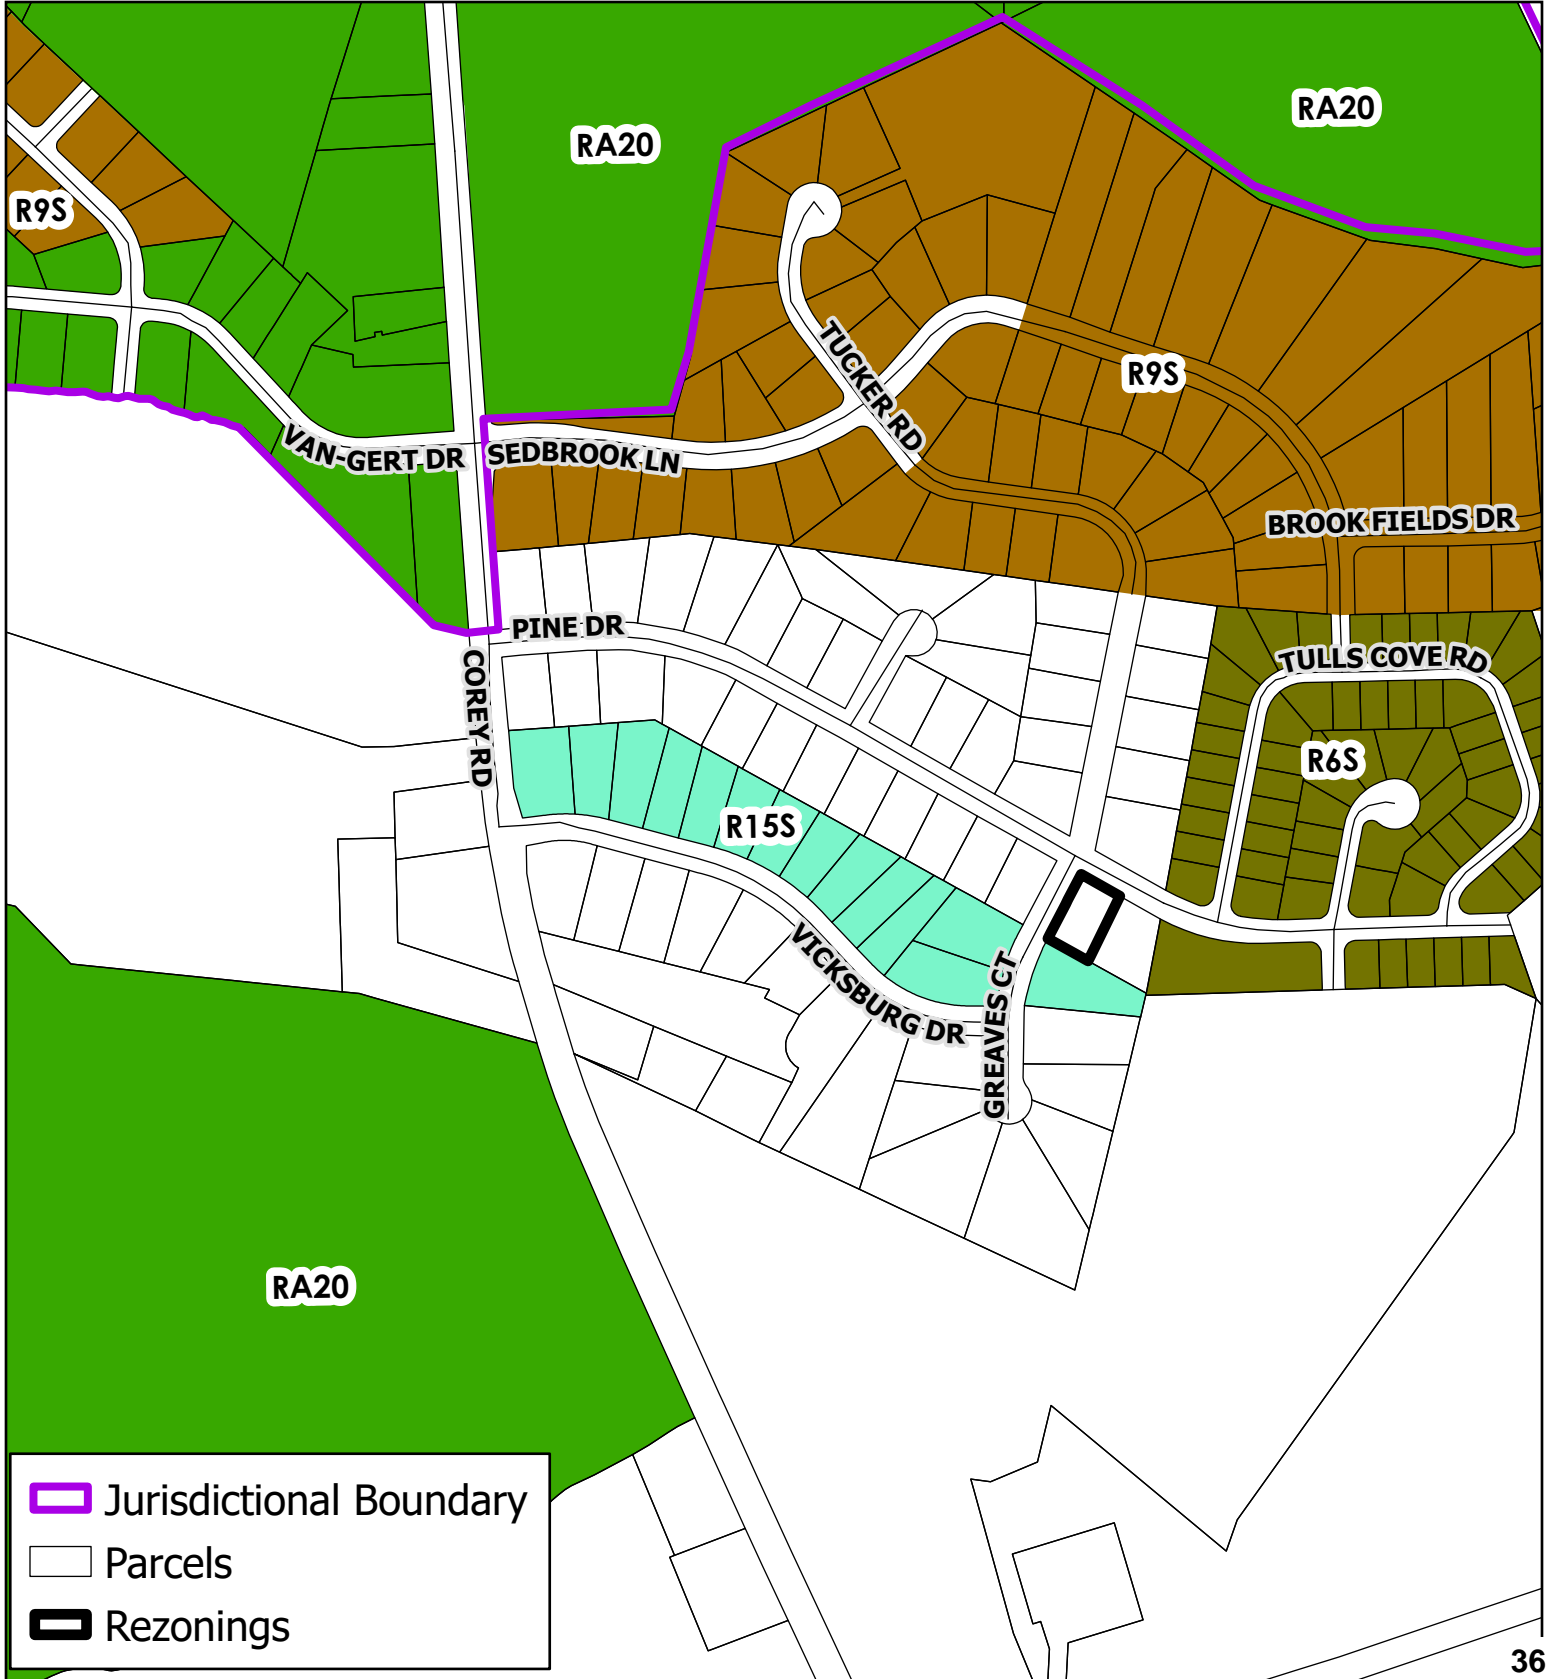 RA20
RA20
R9S
TUCKER RD
R9S
VAN-GERT DR
SEDBROOK LN
BROOK FIELDS DR
PINE DR
TULLS COVE RD
COREY RD
R6S
R15S
VICKSBURG DR
GREAVES CT
RA20
Jurisdictional Boundary
Parcels
Rezonings
36